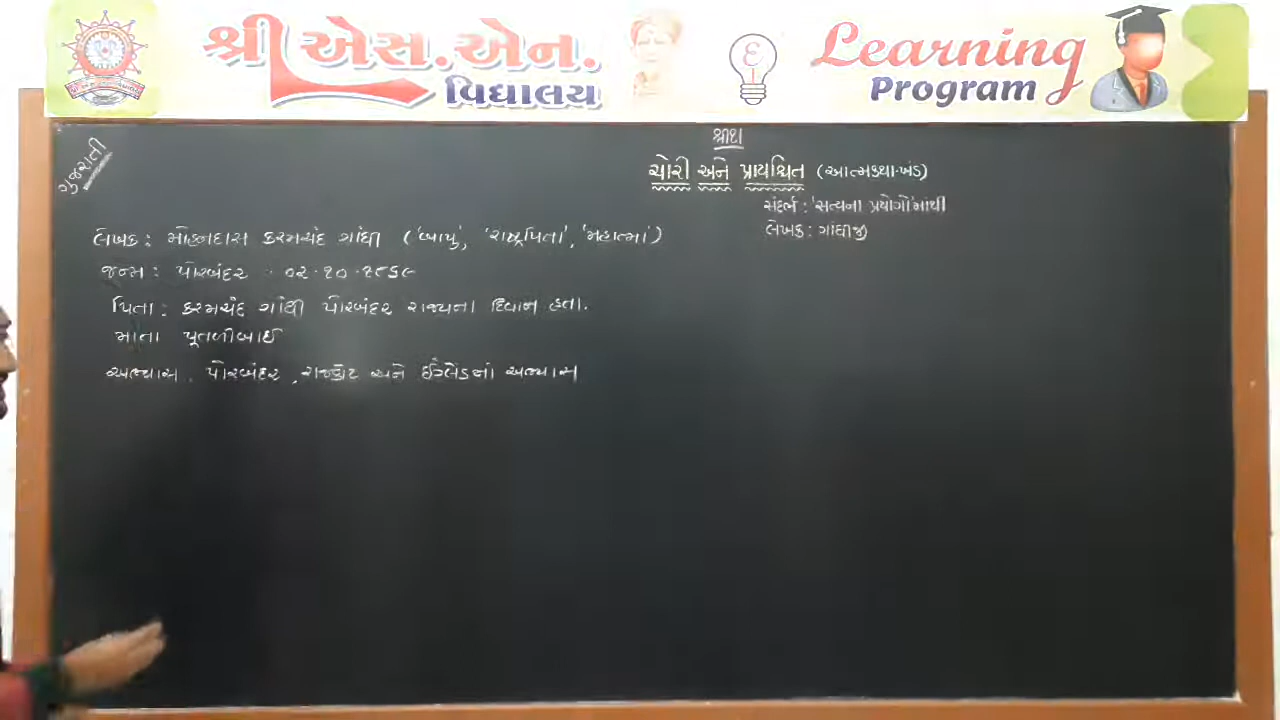 શ્રી એસ.એન.
વિદ્યાલય
Learning
Program
ગુજરાતી
ચોરી અને પ્રાયશ્ચિત (આત્મકથા-ખંડ)
સંદર્ભ : 'સત્યના પ્રયોગો'માંથી
લેખક : ગાંધીજી
લેખક : મોહનદાસ કરમચંદ ગાંધી ('બાપુ', 'રાષ્ટ્રપિતા', 'મહાત્મા')
જન્મ : પોરબંદર . ૦૨.૧૦.૧૮૬૯
પિતા : કરમચંદ ગાંધી પોરબંદર રાજ્યના દિવાન હતા.
માતા પૂતળીબાઈ
અભ્યાસ . પોરબંદર , રાજકોટ અને ઈંગ્લેંડનો અભ્યાસ